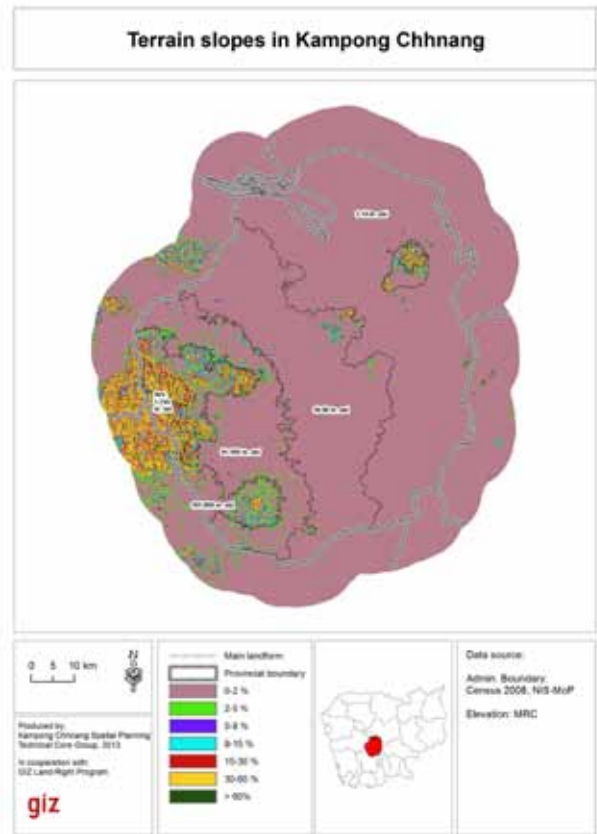 Terrain slopes in Kampong Chhnang
0 5 10 km
N
Produced by:
Kampong Chhnang Spatial Planning
Technical Core Group, 2013
In cooperation with:
GIZ Land Right Program
giz
Main landform
Provincial boundary
0-2 %
2-5 %
5-8 %
8-15 %
15-30 %
30-60 %
> 60%
Data source:
Admin. Boundary:
Census 2008, NIS-MoP
Elevation: MRC